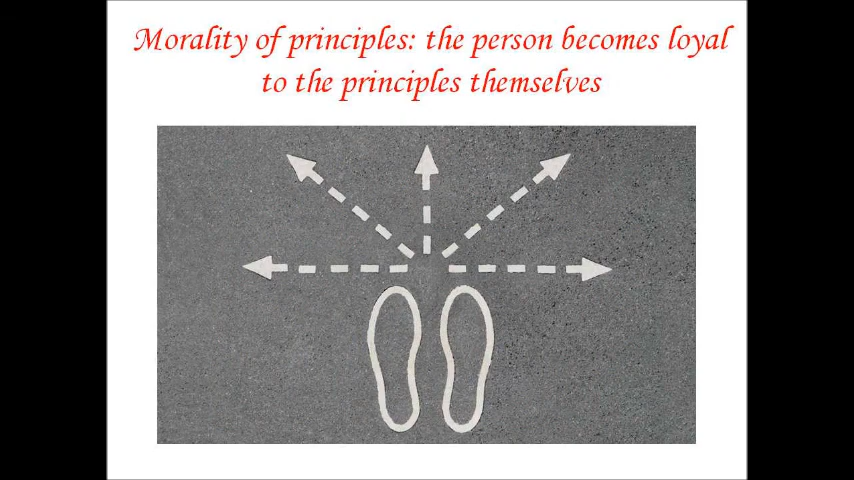 Morality of principles: the person becomes loyal
to the principles themselves